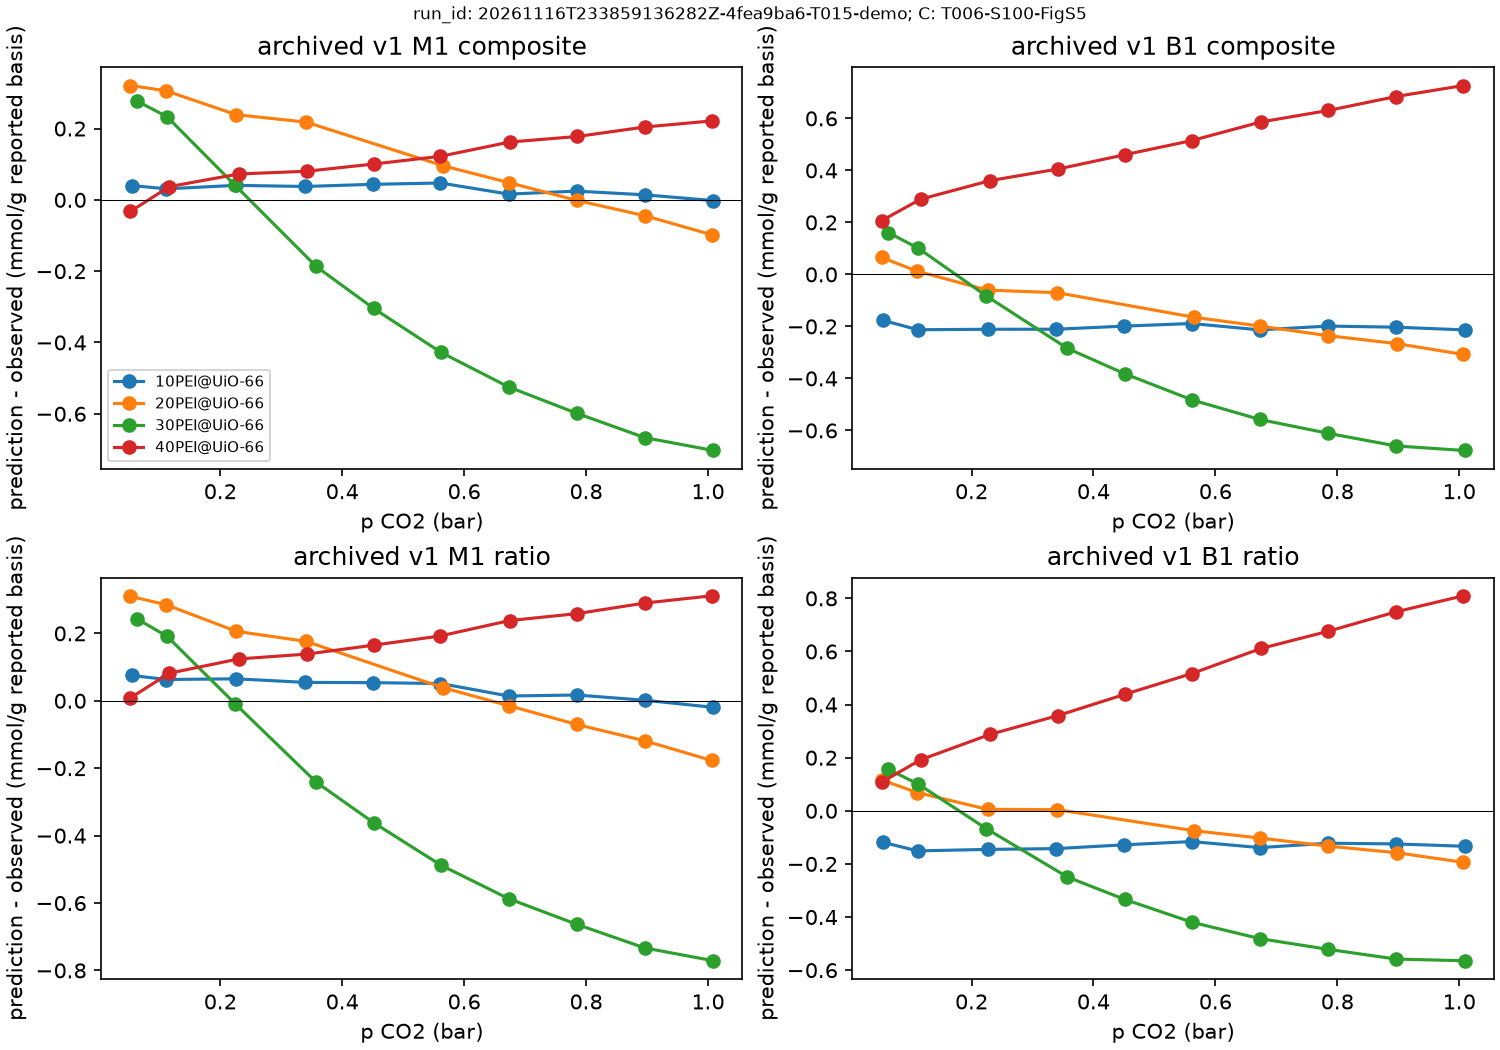 run_id: 20261116T233859136282Z-4fea9ba6-T015-demo; C: T006-S100-FigS5
archived v1 M1 composite
prediction - observed (mmol/g reported basis)
0.2
0.0
−0.2
−0.4
−0.6
10PEI@UiO-66
20PEI@UiO-66
30PEI@UiO-66
40PEI@UiO-66
0.2 0.4 0.6 0.8 1.0
p CO2 (bar)
archived v1 B1 composite
prediction - observed (mmol/g reported basis)
0.6
0.4
0.2
0.0
−0.2
−0.4
−0.6
0.2 0.4 0.6 0.8 1.0
p CO2 (bar)
archived v1 M1 ratio
prediction - observed (mmol/g reported basis)
0.2
0.0
−0.2
−0.4
−0.6
−0.8
0.2 0.4 0.6 0.8 1.0
p CO2 (bar)
archived v1 B1 ratio
prediction - observed (mmol/g reported basis)
0.8
0.6
0.4
0.2
0.0
−0.2
−0.4
−0.6
0.2 0.4 0.6 0.8 1.0
p CO2 (bar)